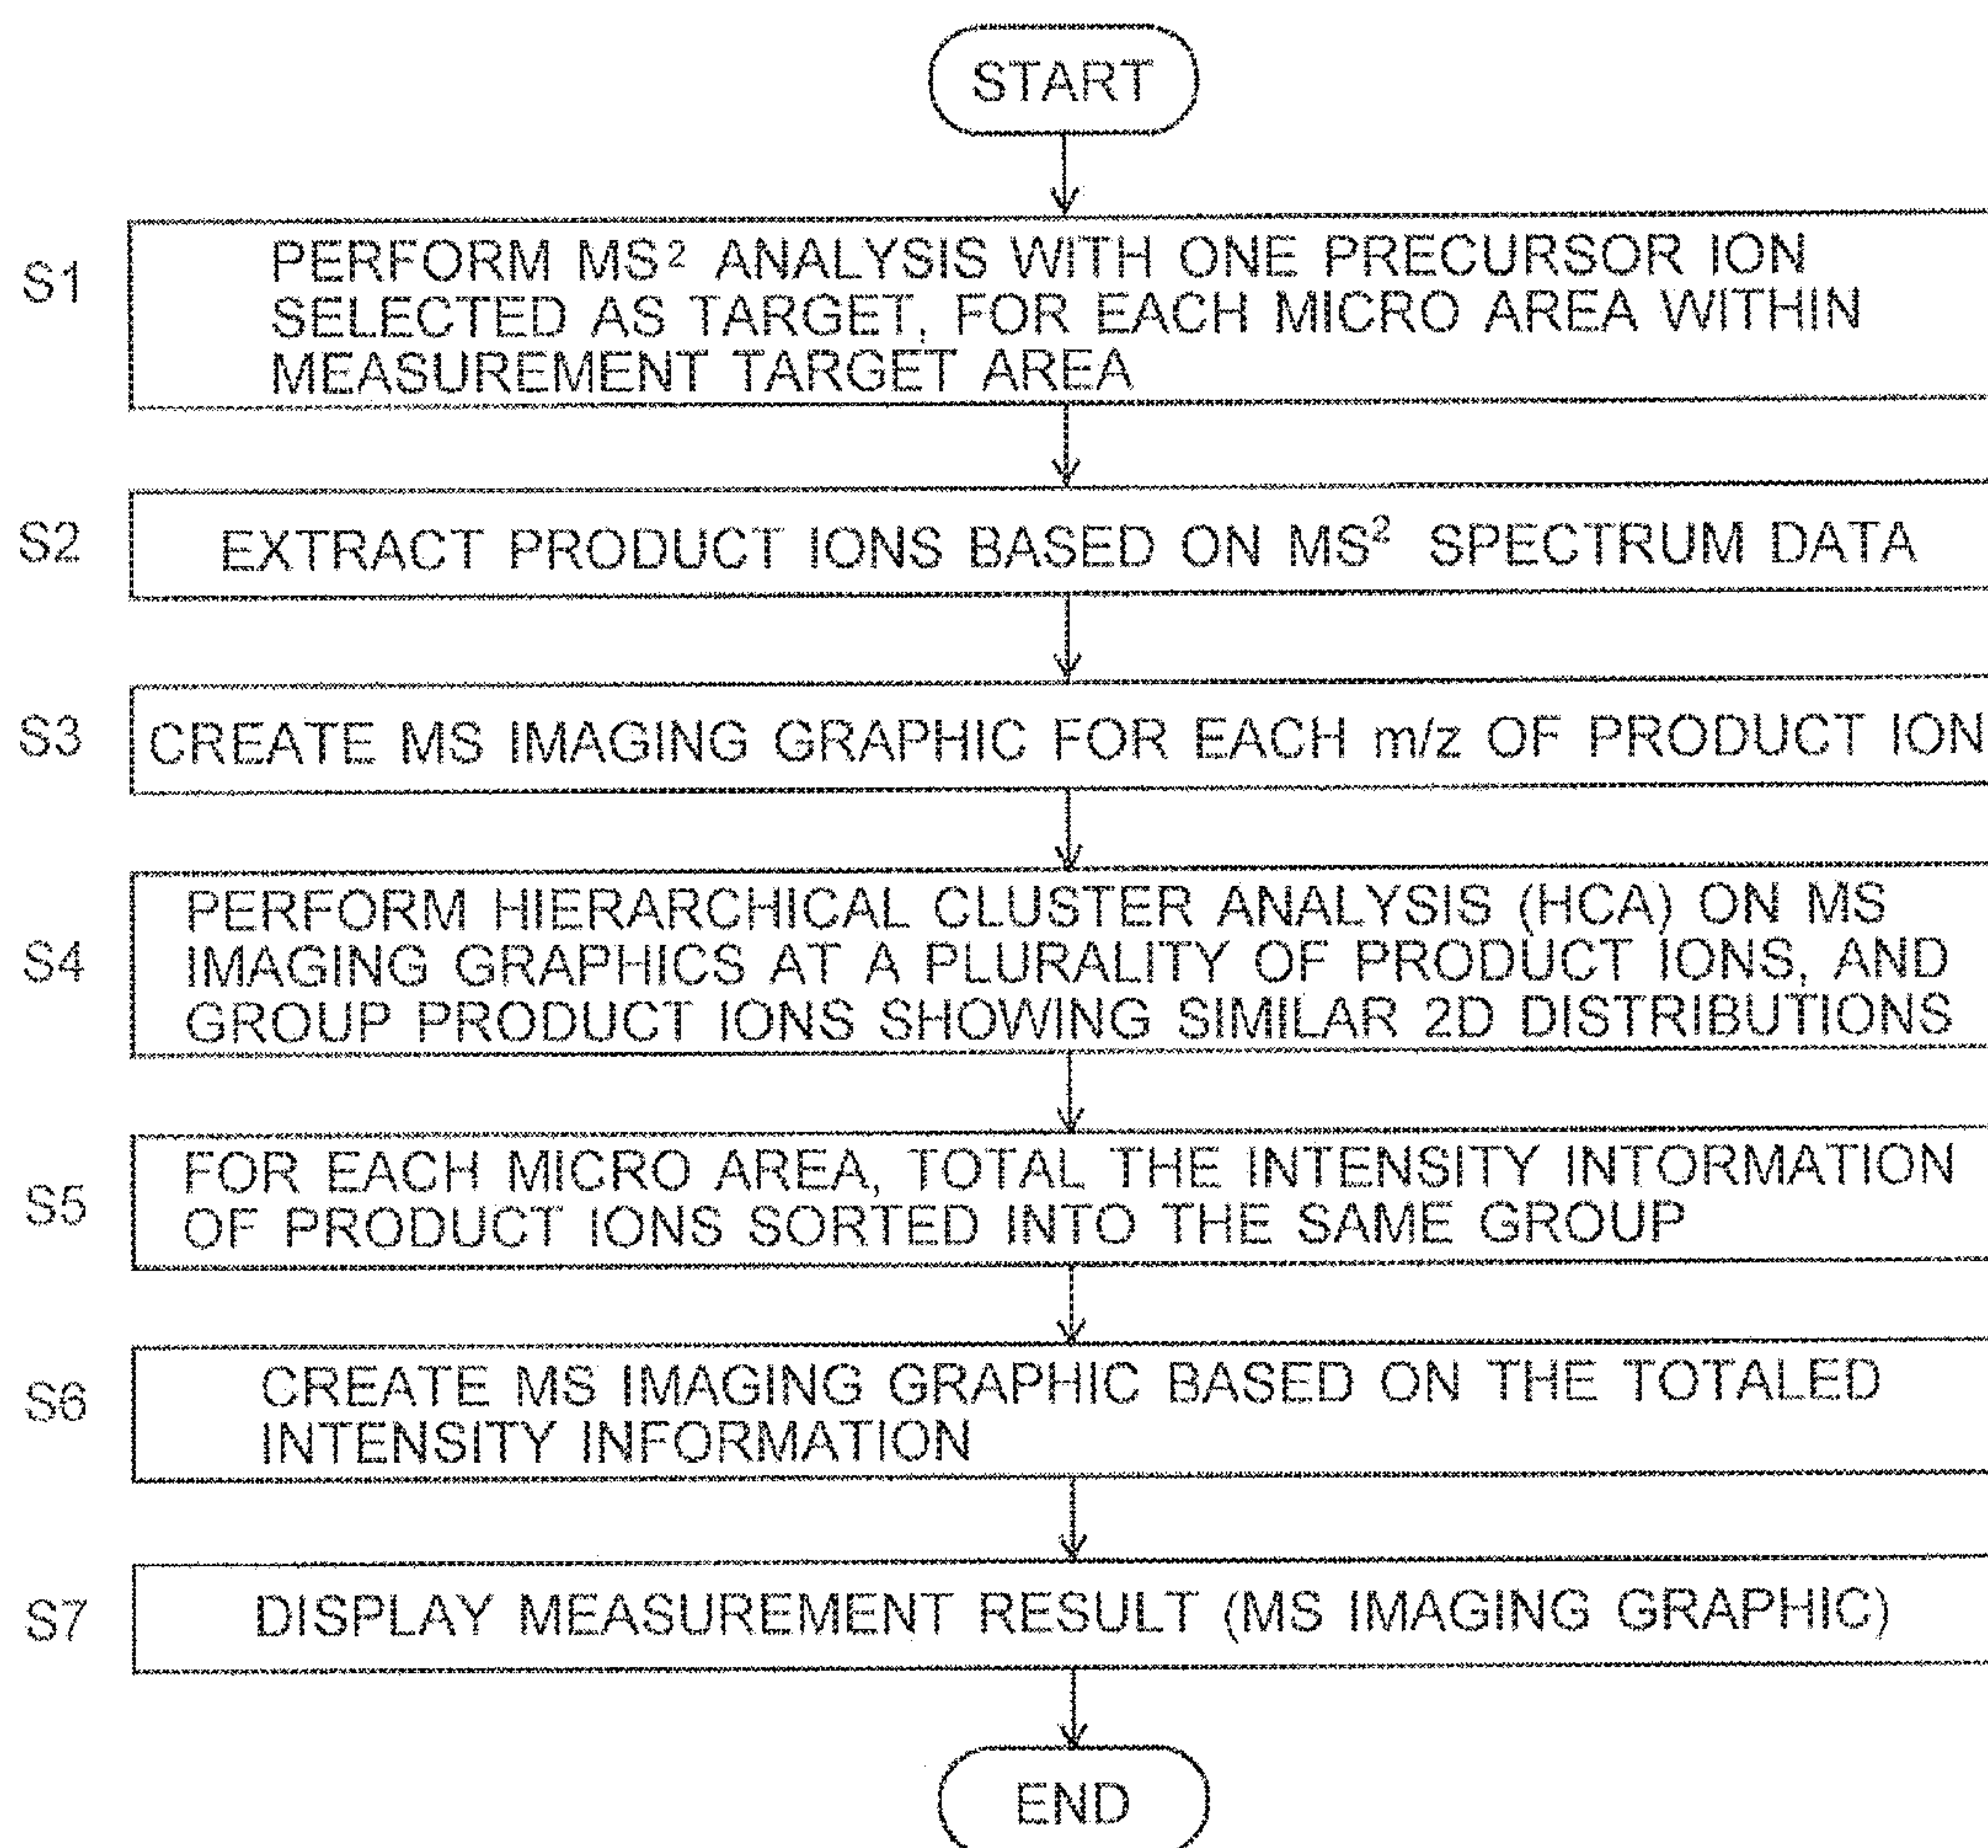 START
S1
PERFORM MS² ANALYSIS WITH ONE PRECURSOR ION
SELECTED AS TARGET, FOR EACH MICRO AREA WITHIN
MEASUREMENT TARGET AREA
S2
EXTRACT PRODUCT IONS BASED ON MS² SPECTRUM DATA
S3
CREATE MS IMAGING GRAPHIC FOR EACH m/z OF PRODUCT ION
S4
PERFORM HIERARCHICAL CLUSTER ANALYSIS (HCA) ON MS
IMAGING GRAPHICS AT A PLURALITY OF PRODUCT IONS, AND
GROUP PRODUCT IONS SHOWING SIMILAR 2D DISTRIBUTIONS
S5
FOR EACH MICRO AREA, TOTAL THE INTENSITY INTORMATION
OF PRODUCT IONS SORTED INTO THE SAME GROUP
S6
CREATE MS IMAGING GRAPHIC BASED ON THE TOTALED
INTENSITY INFORMATION
S7
DISPLAY MEASUREMENT RESULT (MS IMAGING GRAPHIC)
END